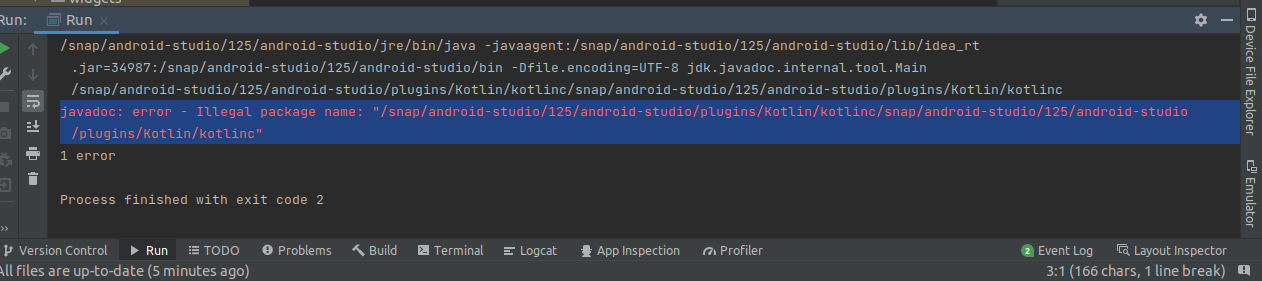 widgets
Run:
Run
/snap/android-studio/125/android-studio/jre/bin/java -javaagent:/snap/android-studio/125/android-studio/lib/idea_rt
.jar=34987:/snap/android-studio/125/android-studio/bin -Dfile.encoding=UTF-8 jdk.javadoc.internal.tool.Main
/snap/android-studio/125/android-studio/plugins/Kotlin/kotlinc/snap/android-studio/125/android-studio/plugins/Kotlin/kotlinc
javadoc: error - Illegal package name: "/snap/android-studio/125/android-studio/plugins/Kotlin/kotlinc/snap/android-studio/125/android-studio
/plugins/Kotlin/kotlinc"
1 error
Process finished with exit code 2
Device File Explorer
Emulator
Version Control
Run
TODO
Problems
Build
Terminal
Logcat
App Inspection
Profiler
2 Event Log
Layout Inspector
All files are up-to-date (5 minutes ago)
3:1 (166 chars, 1 line break)